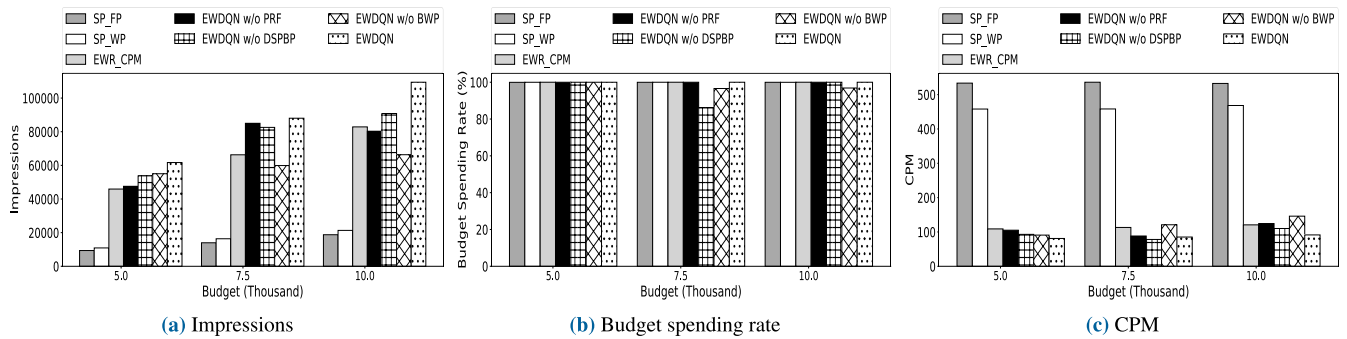 SP_FP
SP_WP
EWR_CPM
EWDQN w/o PRF
EWDQN w/o DSPBP
EWDQN w/o BWP
EWDQN
100000
80000
60000
40000
20000
0
Impressions
5.0
7.5
10.0
Budget (Thousand)
(a) Impressions
SP_FP
SP_WP
EWR_CPM
EWDQN w/o PRF
EWDQN w/o DSPBP
EWDQN w/o BWP
EWDQN
100
80
60
40
20
0
Budget Spending Rate (%)
5.0
7.5
10.0
Budget (Thousand)
(b) Budget spending rate
SP_FP
SP_WP
EWR_CPM
EWDQN w/o PRF
EWDQN w/o DSPBP
EWDQN w/o BWP
EWDQN
500
400
300
200
100
0
CPM
5.0
7.5
10.0
Budget (Thousand)
(c) CPM